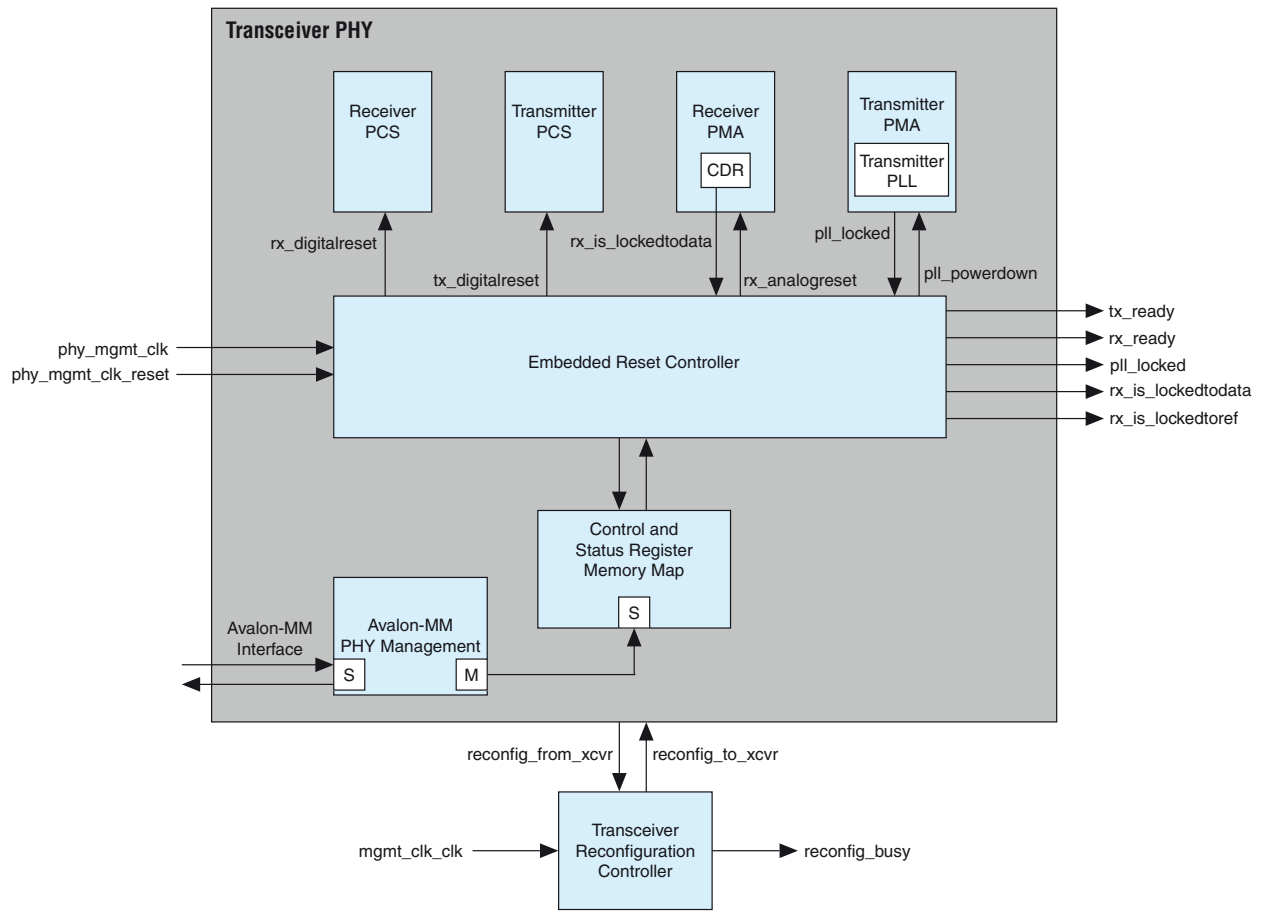 Transceiver PHY
Receiver
PCS
Transmitter
PCS
Receiver
PMA
CDR
Transmitter
PMA
Transmitter
PLL
rx_digitalreset
tx_digitalreset
rx_is_lockedtodata
rx_analogreset
pll_locked
pll_powerdown
phy_mgmt_clk
phy_mgmt_clk_reset
Embedded Reset Controller
tx_ready
rx_ready
pll_locked
rx_is_lockedtodata
rx_is_lockedtoref
Control and
Status Register
Memory Map
S
Avalon-MM
Interface
Avalon-MM
PHY Management
S
M
reconfig_from_xcvr
reconfig_to_xcvr
mgmt_clk_clk
Transceiver
Reconfiguration
Controller
reconfig_busy